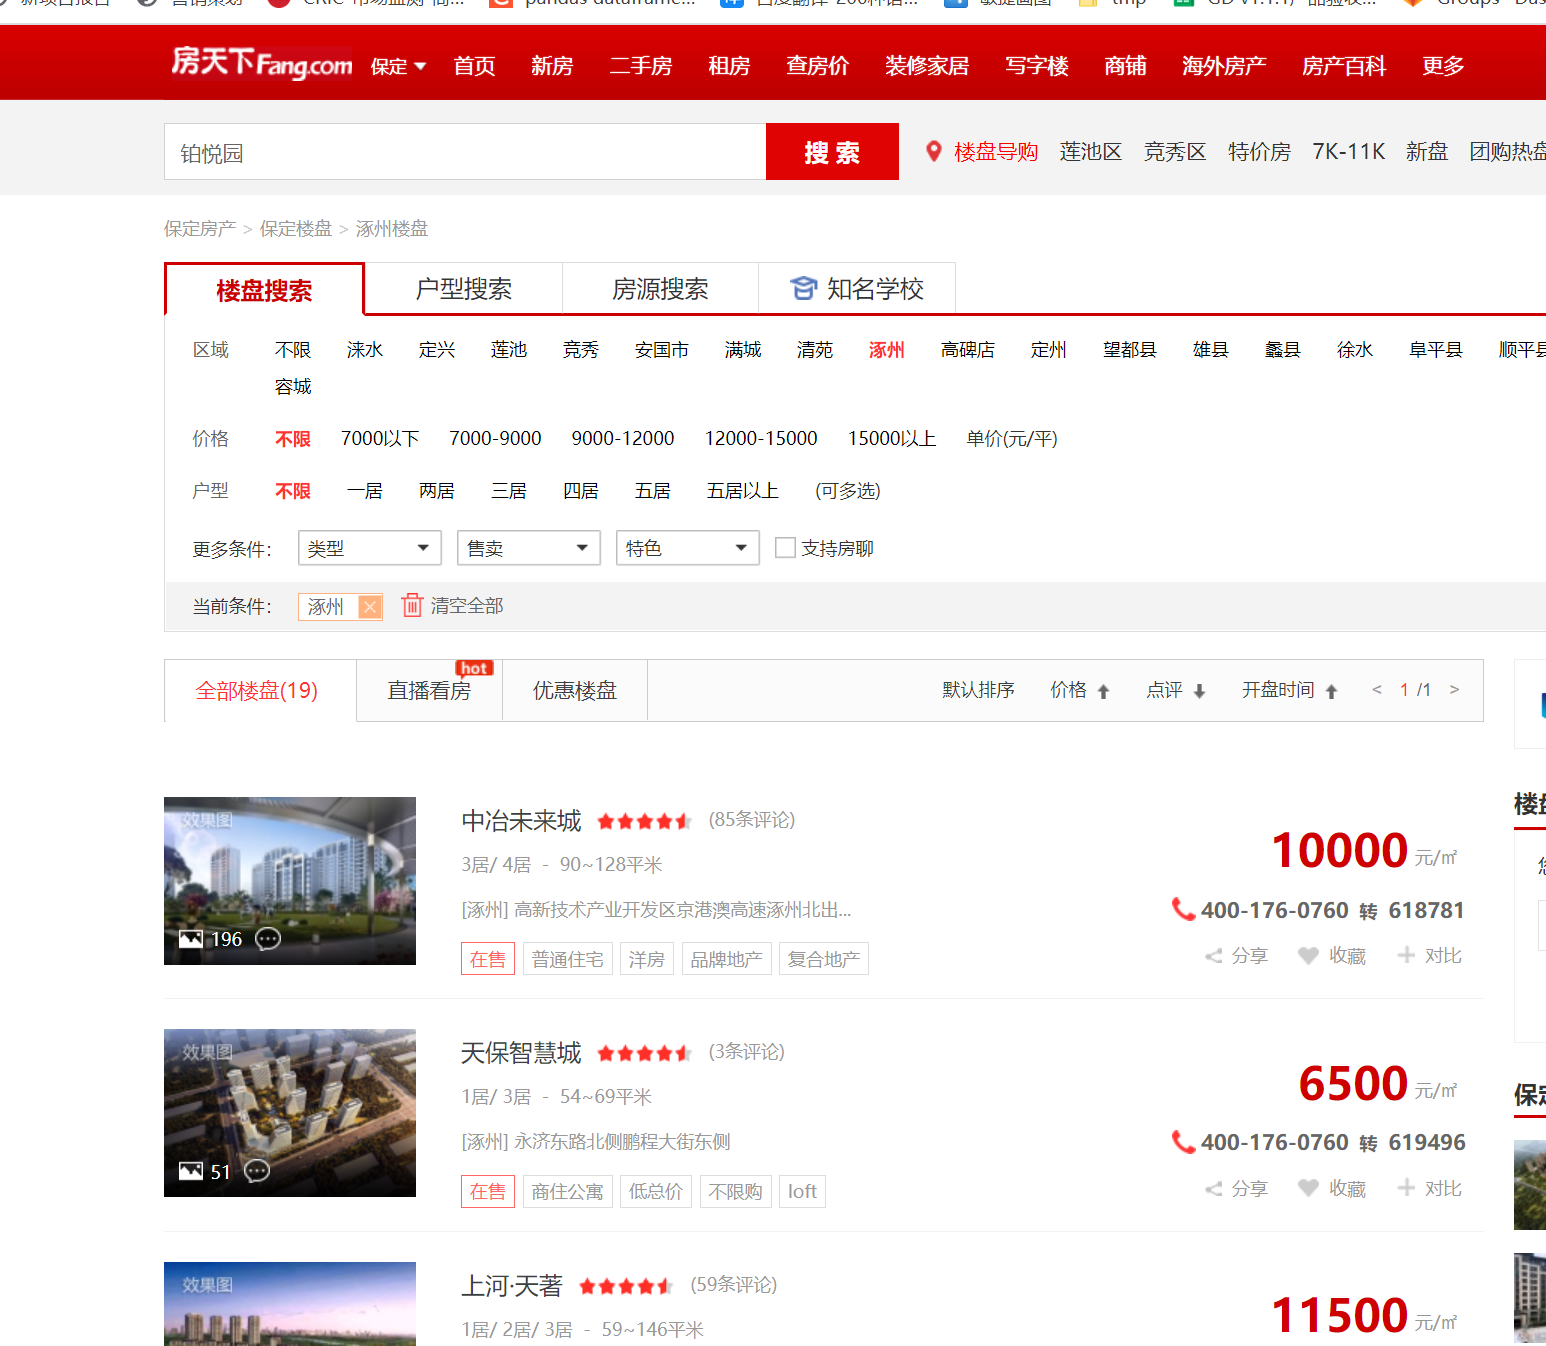 房天下Fang.com 保定 首页 新房 二手房 租房 查房价 装修家居 写字楼 商铺 海外房产 房产百科 更多
铂悦园 搜索 楼盘导购 莲池区 竞秀区 特价房 7K-11K 新盘 团购热盘
保定房产 > 保定楼盘 > 涿州楼盘
楼盘搜索 户型搜索 房源搜索 知名学校
区域 不限 涞水 定兴 莲池 竞秀 安国市 满城 清苑 涿州 高碑店 定州 望都县 雄县 蠡县 徐水 阜平县 顺平县
容城
价格 不限 7000以下 7000-9000 9000-12000 12000-15000 15000以上 单价(元/平)
户型 不限 一居 两居 三居 四居 五居 五居以上 (可多选)
更多条件： 类型 售卖 特色 支持房聊
当前条件： 涿州 清空全部
全部楼盘(19) 直播看房 hot 优惠楼盘 默认排序 价格 点评 开盘时间 < 1 /1 >
效果图
196
中冶未来城 (85条评论)
3居/ 4居 - 90~128平米
[涿州] 高新技术产业开发区京港澳高速涿州北出...
在售 普通住宅 洋房 品牌地产 复合地产
10000 元/㎡
400-176-0760 转 618781
分享 收藏 对比
效果图
51
天保智慧城 (3条评论)
1居/ 3居 - 54~69平米
[涿州] 永济东路北侧鹏程大街东侧
在售 商住公寓 低总价 不限购 loft
6500 元/㎡
400-176-0760 转 619496
分享 收藏 对比
效果图
上河·天著 (59条评论)
1居/ 2居/ 3居 - 59~146平米
11500 元/㎡
楼盘
保定